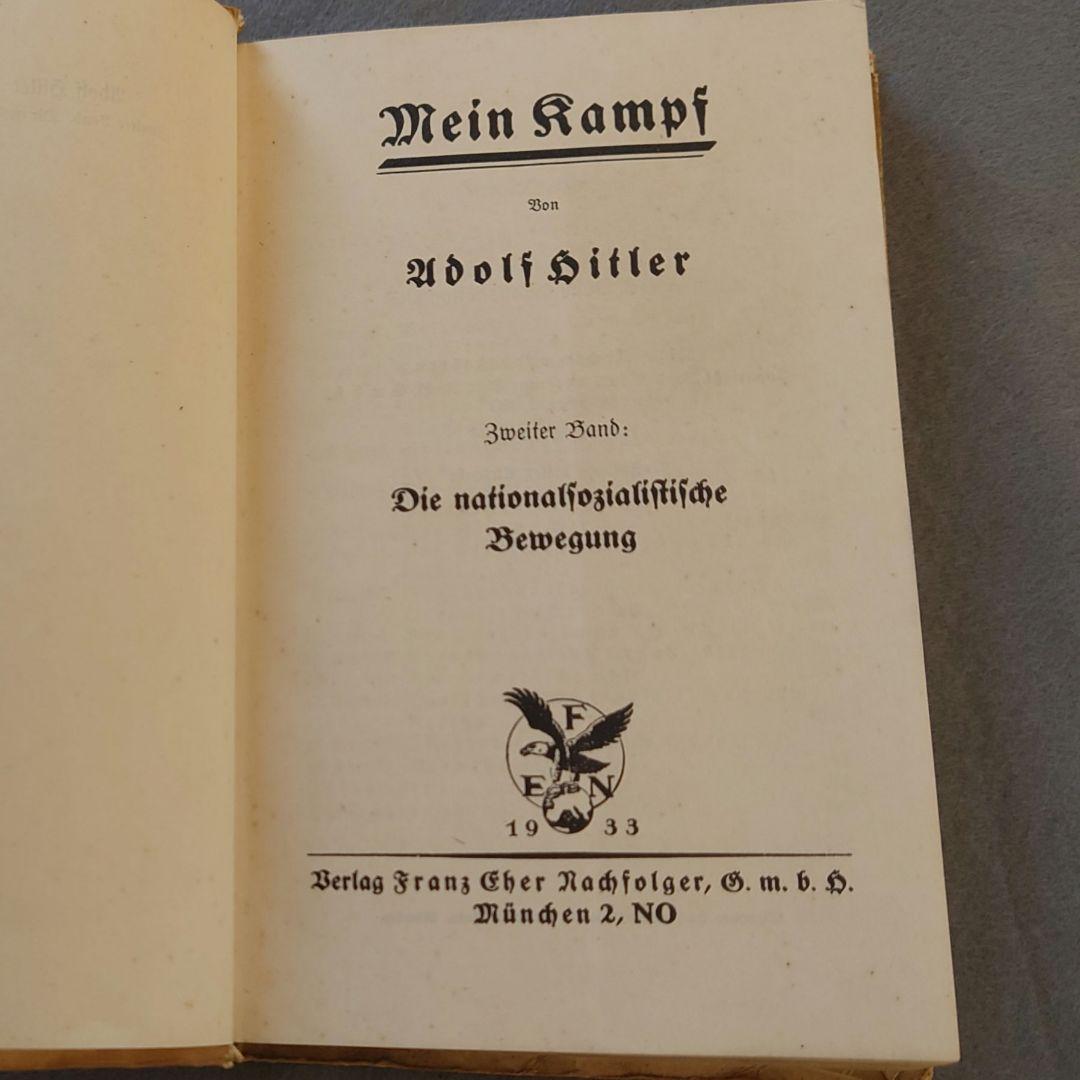 Mein Kampf
Von
Adolf Hitler
Zweiter Band:
Die nationalsozialistische
Bewegung
F
E N
19 33
Verlag Franz Eher Nachfolger, G. m. b. H.
München 2, NO